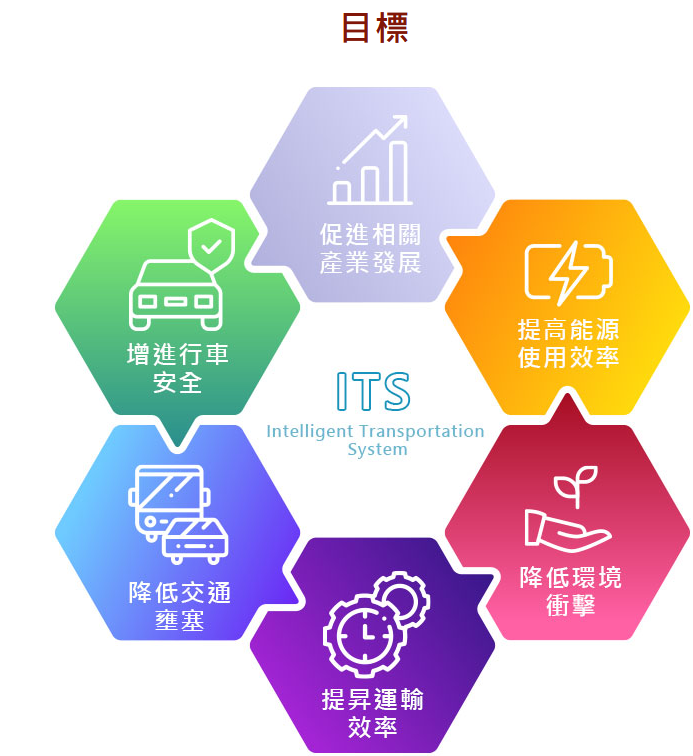 目標
促進相關
產業發展
提高能源
使用效率
降低環境
衝擊
提昇運輸
效率
降低交通
壅塞
增進行車
安全
ITS
Intelligent Transportation
System